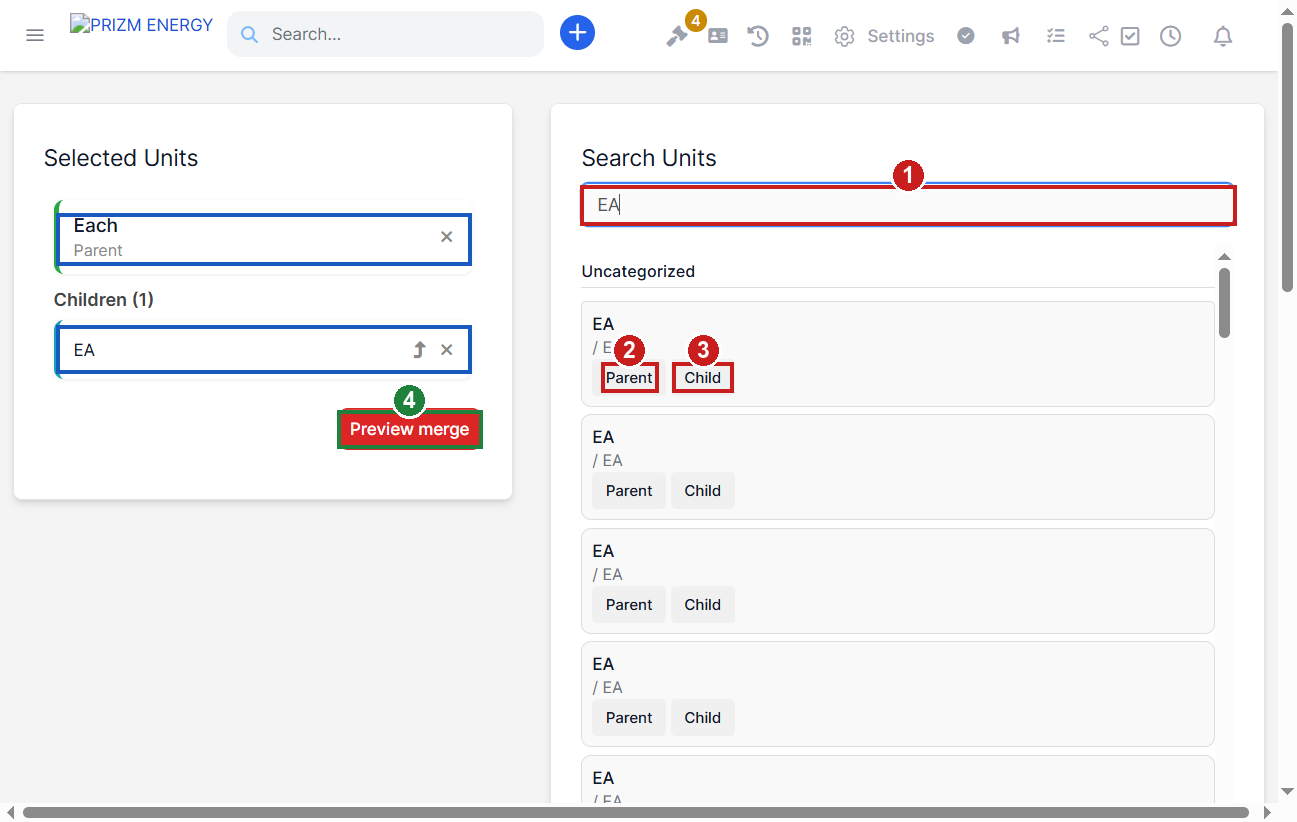 PRIZM ENERGY
Search...
4
Settings
Selected Units
Each
Parent
Children (1)
EA
4
Preview merge
Search Units
1
EA
Uncategorized
EA
/ E
2
3
Parent Child
EA
/ EA
Parent Child
EA
/ EA
Parent Child
EA
/ EA
Parent Child
EA
/ EA